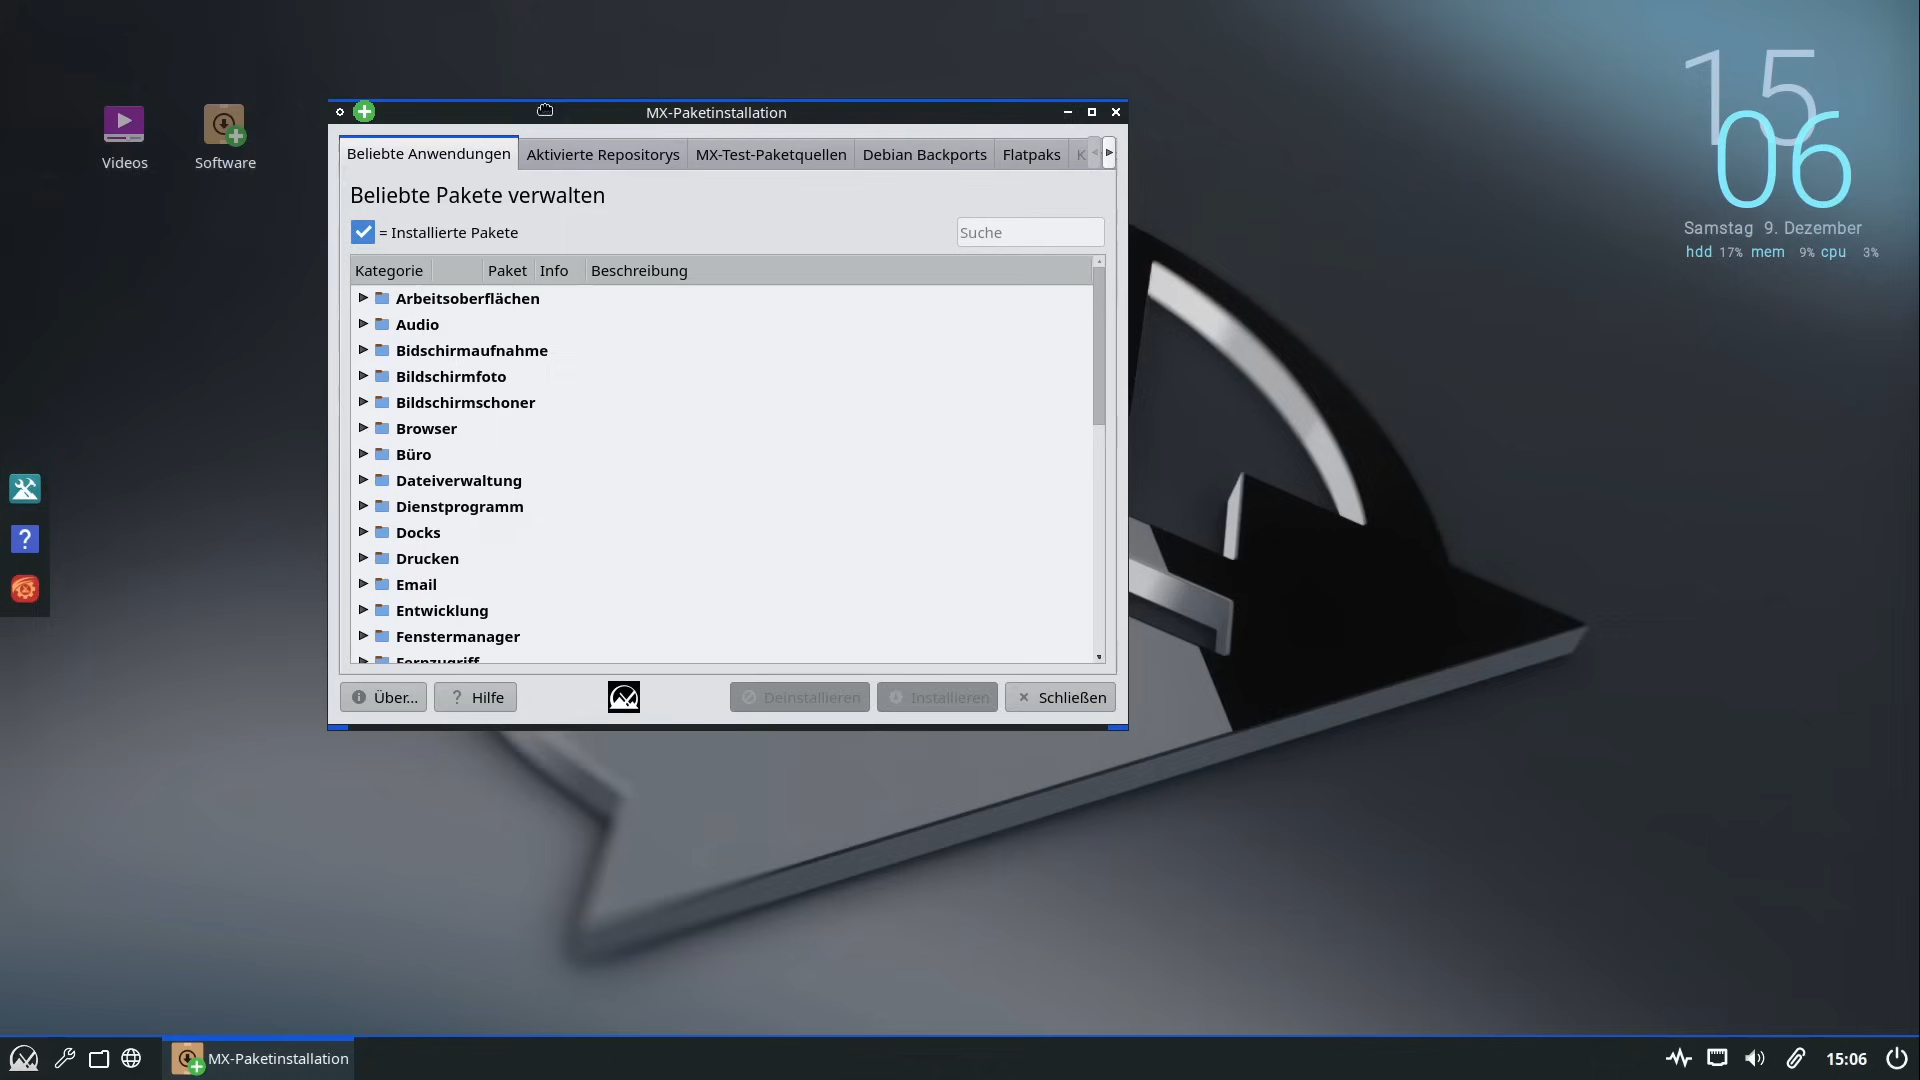 15
06
Samstag 9. Dezember
hdd 17% mem 9% cpu 3%
Videos
Software
MX-Paketinstallation
Beliebte Anwendungen
Aktivierte Repositorys
MX-Test-Paketquellen
Debian Backports
Flatpaks
K
Beliebte Pakete verwalten
= Installierte Pakete
Suche
Kategorie Paket Info Beschreibung
Arbeitsoberflächen
Audio
Bidschirmaufnahme
Bildschirmfoto
Bildschirmschoner
Browser
Büro
Dateiverwaltung
Dienstprogramm
Docks
Drucken
Email
Entwicklung
Fenstermanager
Fernzugriff
Über...
? Hilfe
Deinstallieren
Installieren
Schließen
?
MX-Paketinstallation
15:06